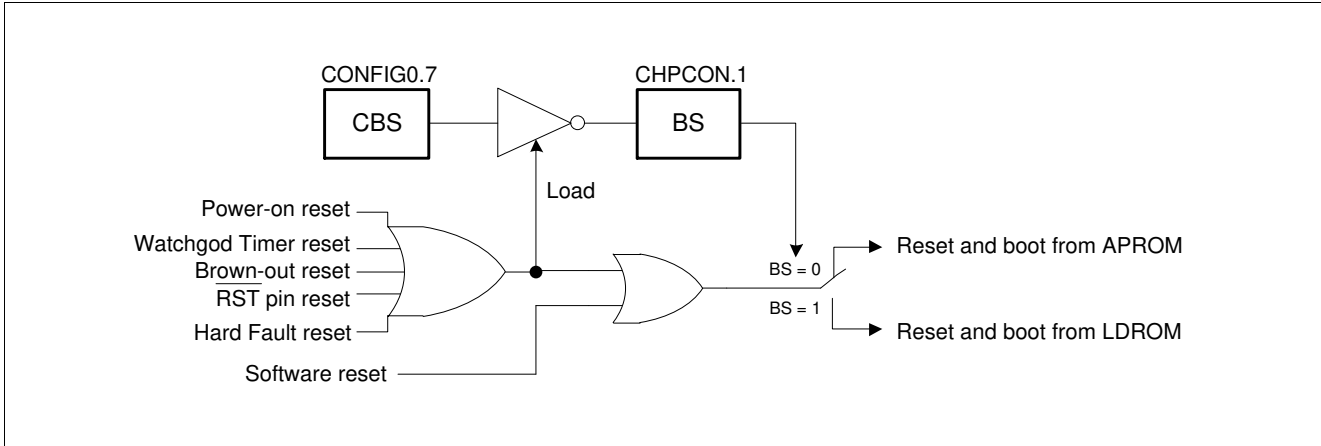 CONFIG0.7
CHPCON.1
CBS
BS
Load
Power-on reset
Watchgod Timer reset
Brown-out reset
RST pin reset
Hard Fault reset
Software reset
BS = 0
BS = 1
Reset and boot from APROM
Reset and boot from LDROM